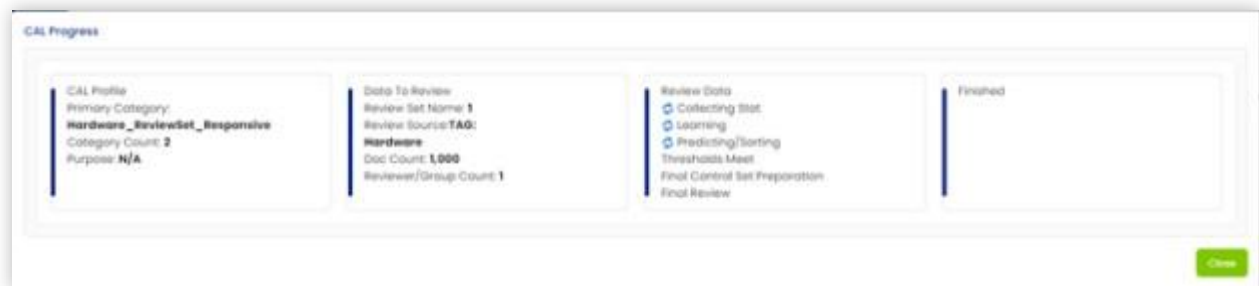 CAL Progress
CAL Profile
Primary Category:
Hardware_ReviewSet_Responsive
Category Count: 2
Purpose: N/A
Data To Review
Review Set Name: 1
Review Source:TAG:
Hardware
Doc Count: 1,000
Reviewer/Group Count: 1
Review Data
Collecting Stat
Learning
Predicting/Sorting
Thresholds Meet
Final Control Set Preparation
Final Review
Finished
Close